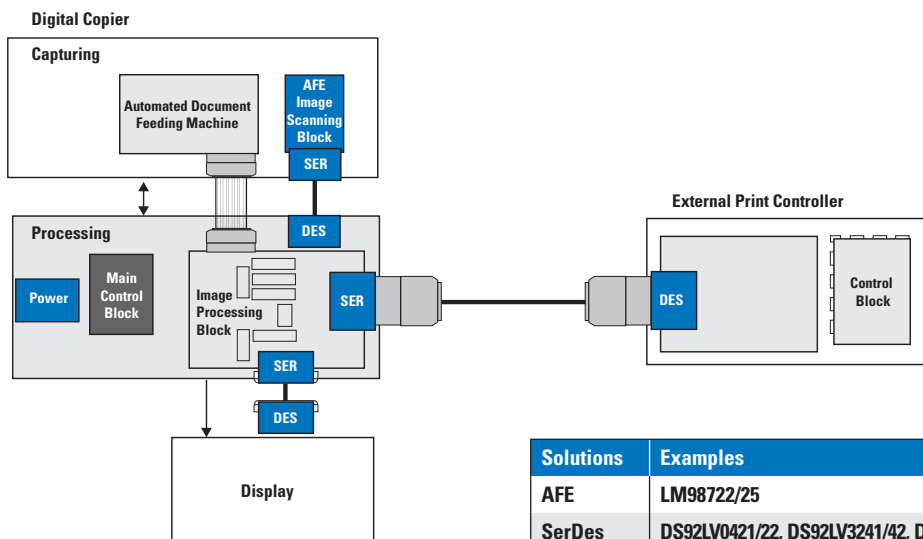 Digital Copier
Capturing
Automated Document
Feeding Machine
AFE
Image
Scanning
Block
SER
DES
Processing
Power
Main
Control
Block
Image
Processing
Block
SER
SER
DES
Display
External Print Controller
DES
Control
Block
Solutions Examples
AFE LM98722/25
SerDes DS92LV0421/22, DS92LV3241/42, D